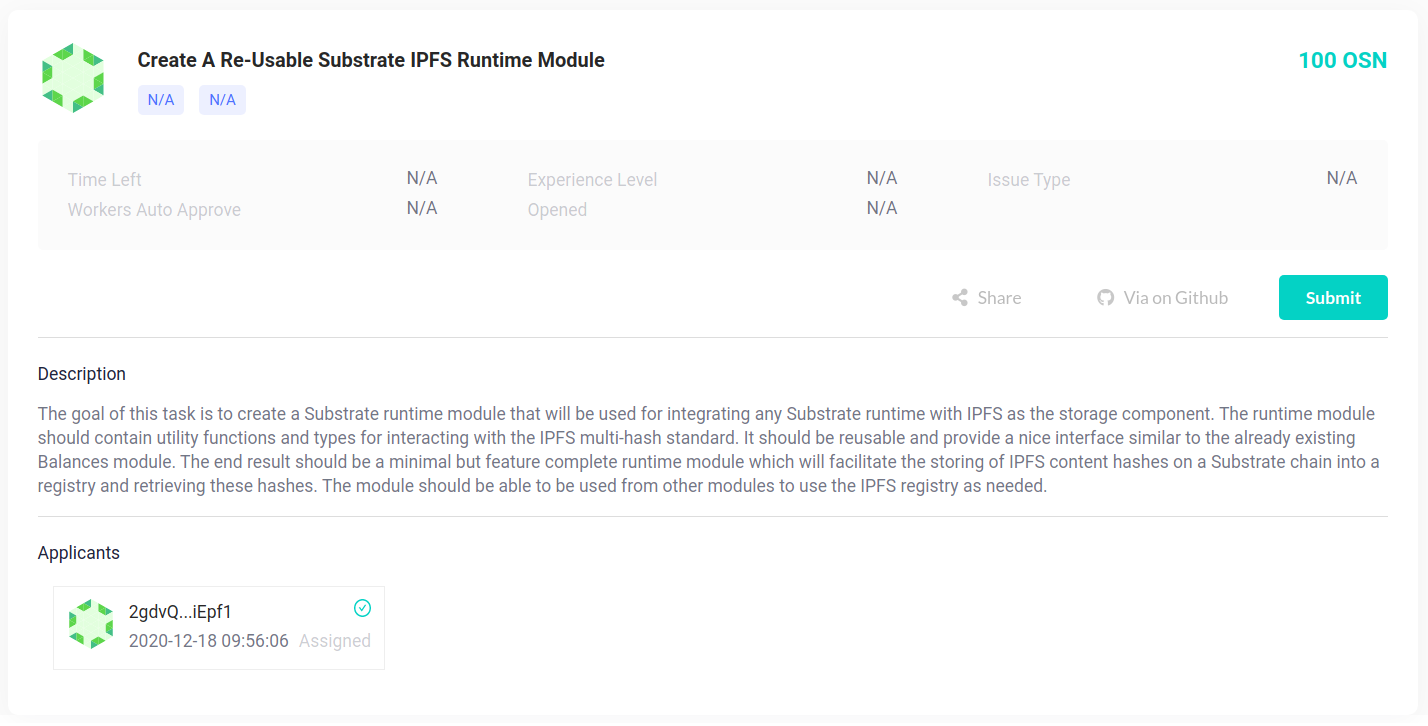 Create A Re-Usable Substrate IPFS Runtime Module
100 OSN
N/A N/A
Time Left N/A Experience Level N/A Issue Type N/A
Workers Auto Approve N/A Opened N/A
Share Via on Github Submit
Description
The goal of this task is to create a Substrate runtime module that will be used for integrating any Substrate runtime with IPFS as the storage component. The runtime module
should contain utility functions and types for interacting with the IPFS multi-hash standard. It should be reusable and provide a nice interface similar to the already existing
Balances module. The end result should be a minimal but feature complete runtime module which will facilitate the storing of IPFS content hashes on a Substrate chain into a
registry and retrieving these hashes. The module should be able to be used from other modules to use the IPFS registry as needed.
Applicants
2gdvQ...iEpf1
2020-12-18 09:56:06 Assigned